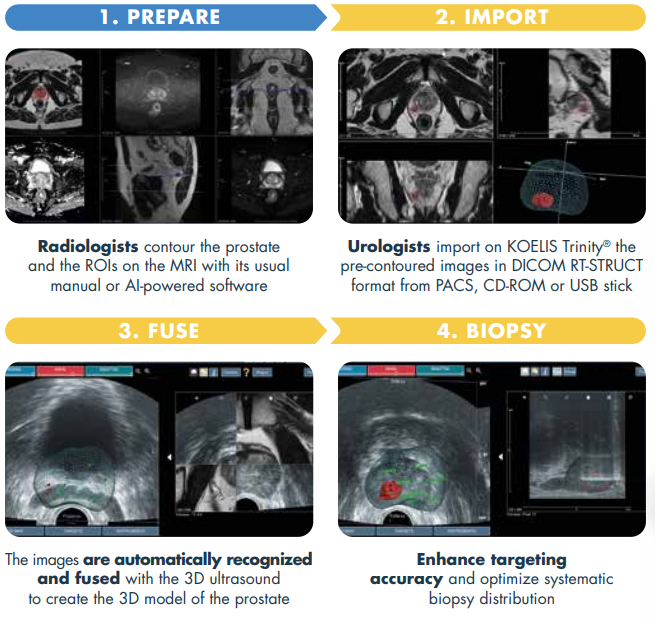 1. PREPARE
2. IMPORT
Radiologists contour the prostate
and the ROIs on the MRI with its usual
manual or AI-powered software
Urologists import on KOELIS Trinity® the
pre-contoured images in DICOM RT-STRUCT
format from PACS, CD-ROM or USB stick
3. FUSE
4. BIOPSY
The images are automatically recognized
and fused with the 3D ultrasound
to create the 3D model of the prostate
Enhance targeting
accuracy and optimize systematic
biopsy distribution